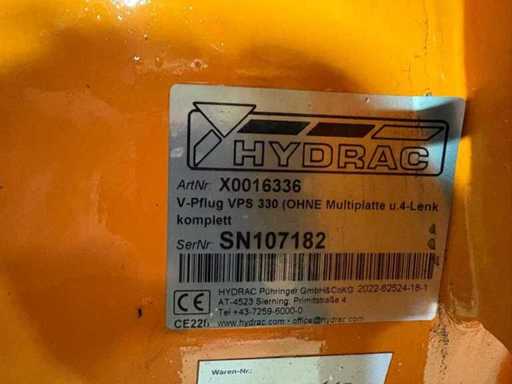 HYDRAC
ArtNr X0016336
V-Pflug VPS 330 (OHNE Multiplatte u.4-Lenk
komplett
SerNr SN107182
HYDRAC Pühringer GmbH&CoKG 2022-62524-18-1
AT-4523 Sierning, Primitstraße 4
Tel +43-7259-6000-0
CE22 www.hydrac.com - office@hydrac.com
Waren-Nr.